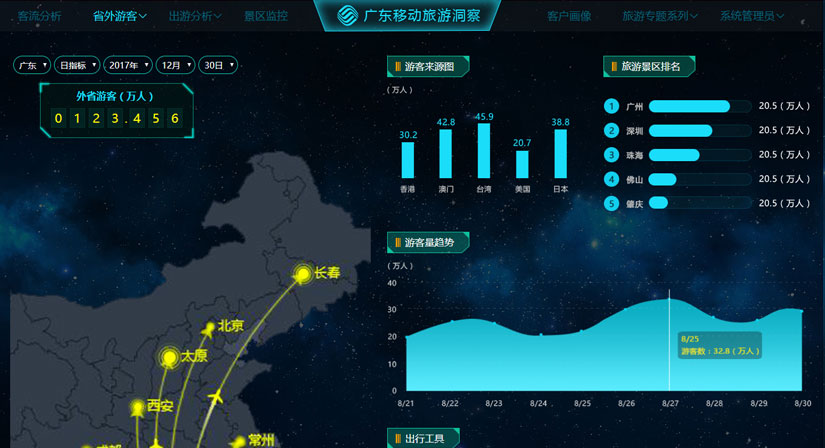 客流分析
省外游客
出游分析
景区监控
广东移动旅游洞察
客户画像
旅游专题系列
系统管理员
广东
日指标
2017年
12月
30日
外省游客（万人）
0 1 2 3 . 4 5 6
长春
北京
太原
西安
常州
成都
游客来源图
（万人）
30.2
42.8
45.9
20.7
38.8
香港
澳门
台湾
美国
日本
旅游景区排名
1 广州 20.5（万人）
2 深圳 20.5（万人）
3 珠海 20.5（万人）
4 佛山 20.5（万人）
5 肇庆 20.5（万人）
游客量趋势
（万人）
40
30
20
10
0
8/25
游客数：32.8（万人）
8/21
8/22
8/23
8/24
8/25
8/26
8/27
8/28
8/29
8/30
出行工具